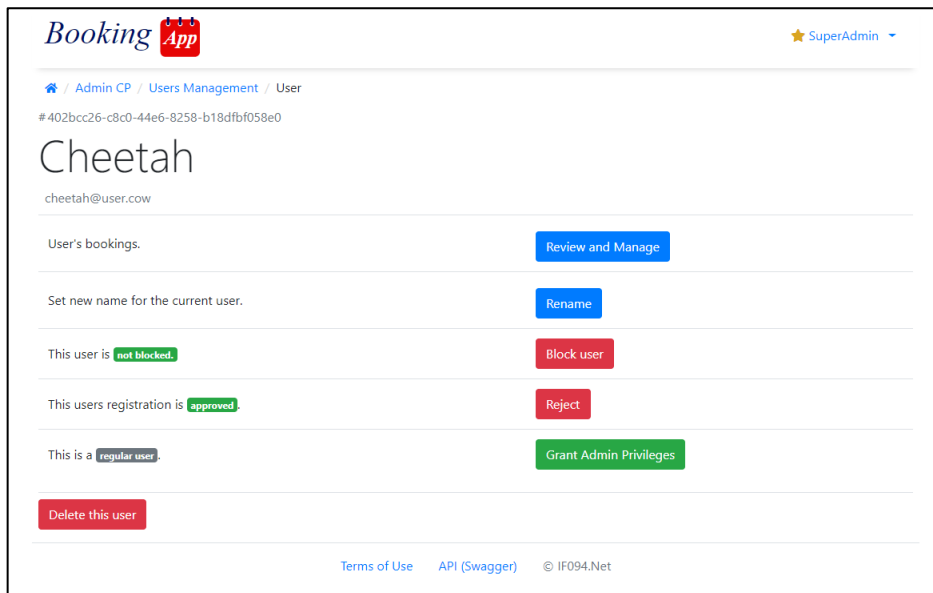 Booking App
SuperAdmin
/ Admin CP / Users Management / User
#402bcc26-c8c0-44e6-8258-b18dfbf058e0
Cheetah
cheetah@user.cow
User's bookings.
Review and Manage
Set new name for the current user.
Rename
This user is not blocked.
Block user
This users registration is approved.
Reject
This is a regular user.
Grant Admin Privileges
Delete this user
Terms of Use API (Swagger) © IF094.Net